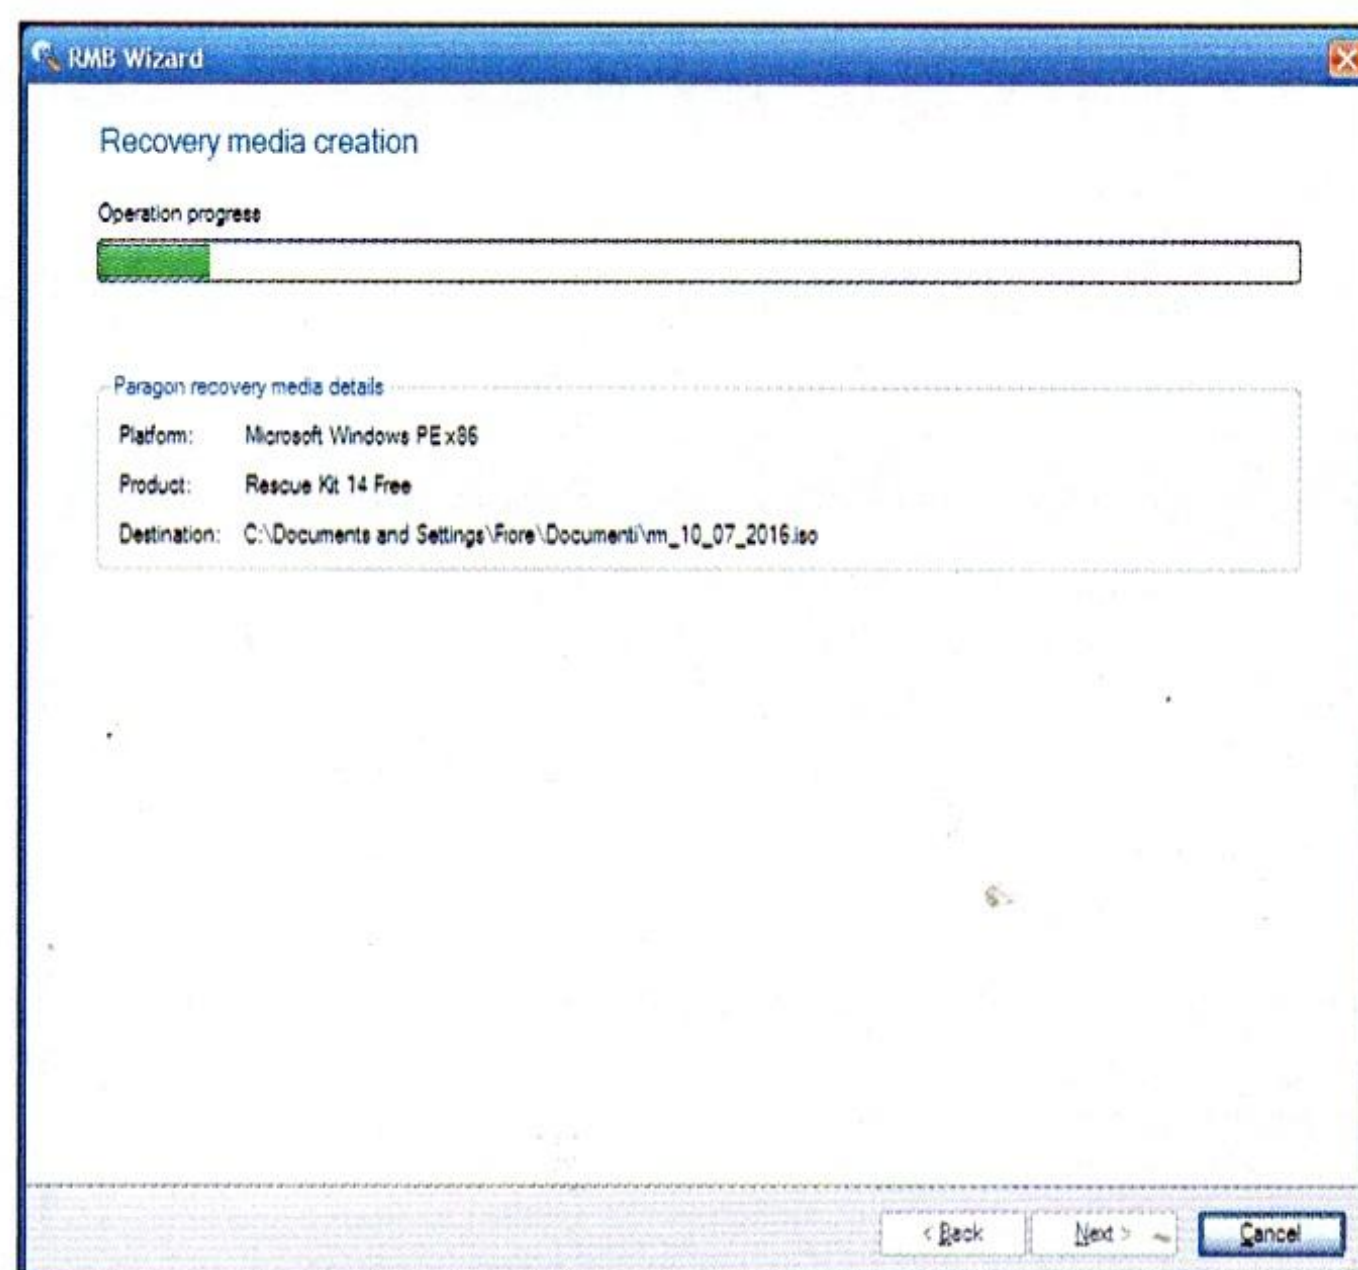 RMB Wizard
Recovery media creation
Operation progress
Paragon recovery media details
Platform: Microsoft Windows PE x86
Product: Rescue Kit 14 Free
Destination: C:\Documents and Settings\Fiore\Documenti\rm_10_07_2016.iso
< Back Next > Cancel